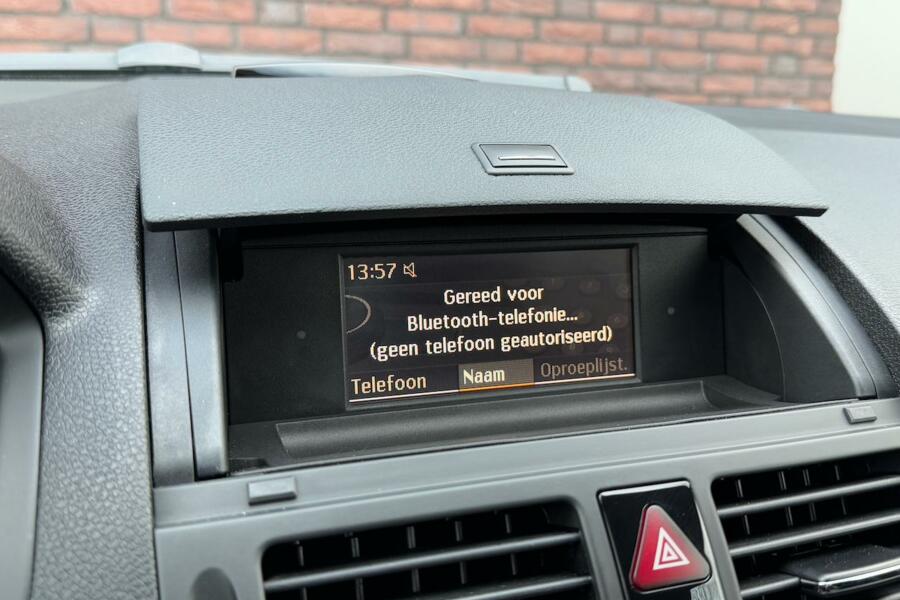 13:57
Gereed voor
Bluetooth-telefonie...
(geen telefoon geautoriseerd)
Telefoon Naam Oproeplijst.